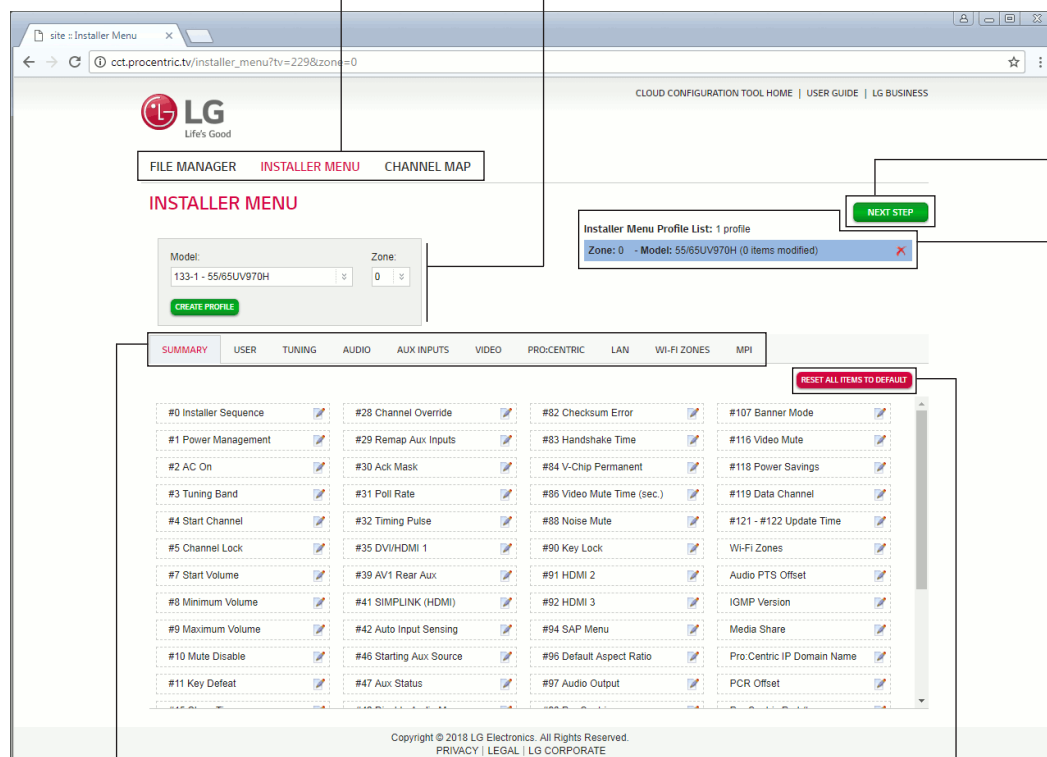 site :: Installer Menu
cct.procentric.tv/installer_menu?tv=229&zone=0
CLOUD CONFIGURATION TOOL HOME | USER GUIDE | LG BUSINESS
LG
Life's Good
FILE MANAGER INSTALLER MENU CHANNEL MAP
INSTALLER MENU
NEXT STEP
Installer Menu Profile List: 1 profile
Zone: 0 - Model: 55/65UV970H (0 items modified)
Model: Zone:
133-1 - 55/65UV970H 0
CREATE PROFILE
SUMMARY USER TUNING AUDIO AUX INPUTS VIDEO PRO:CENTRIC LAN WI-FI ZONES MPI
RESET ALL ITEMS TO DEFAULT
#0 Installer Sequence #28 Channel Override #82 Checksum Error #107 Banner Mode
#1 Power Management #29 Remap Aux Inputs #83 Handshake Time #116 Video Mute
#2 AC On #30 Ack Mask #84 V-Chip Permanent #118 Power Savings
#3 Tuning Band #31 Poll Rate #86 Video Mute Time (sec.) #119 Data Channel
#4 Start Channel #32 Timing Pulse #88 Noise Mute #121 - #122 Update Time
#5 Channel Lock #35 DVI/HDMI 1 #90 Key Lock Wi-Fi Zones
#7 Start Volume #39 AV1 Rear Aux #91 HDMI 2 Audio PTS Offset
#8 Minimum Volume #41 SIMPLINK (HDMI) #92 HDMI 3 IGMP Version
#9 Maximum Volume #42 Auto Input Sensing #94 SAP Menu Media Share
#10 Mute Disable #46 Starting Aux Source #96 Default Aspect Ratio Pro:Centric IP Domain Name
#11 Key Defeat #47 Aux Status #97 Audio Output PCR Offset
Copyright © 2018 LG Electronics. All Rights Reserved.
PRIVACY | LEGAL | LG CORPORATE